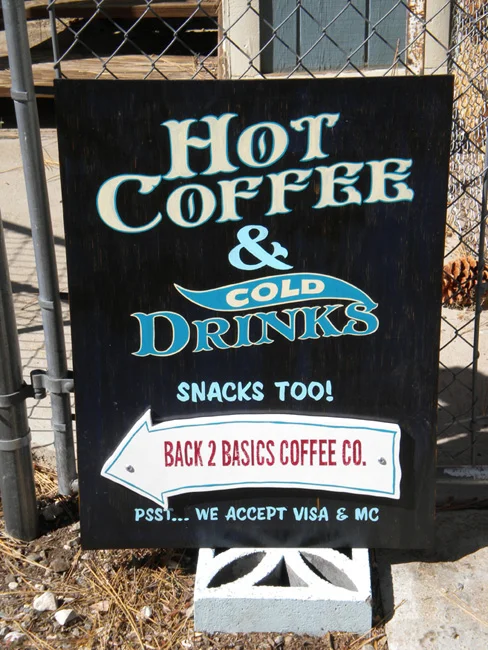 HOT
COFFEE
&
COLD
DRINKS
SNACKS TOO!
BACK 2 BASICS COFFEE CO.
PSST... WE ACCEPT VISA & MC